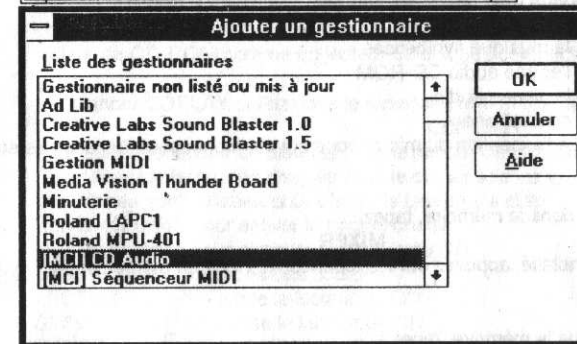 Ajouter un gestionnaire
Liste des gestionnaires
Gestionnaire non listé ou mis à jour
Ad Lib
Creative Labs Sound Blaster 1.0
Creative Labs Sound Blaster 1.5
Gestion MIDI
Media Vision Thunder Board
Minuterie
Roland LAPC1
Roland MPU-401
[MCI] CD Audio
[MCI] Séquenceur MIDI
OK
Annuler
Aide